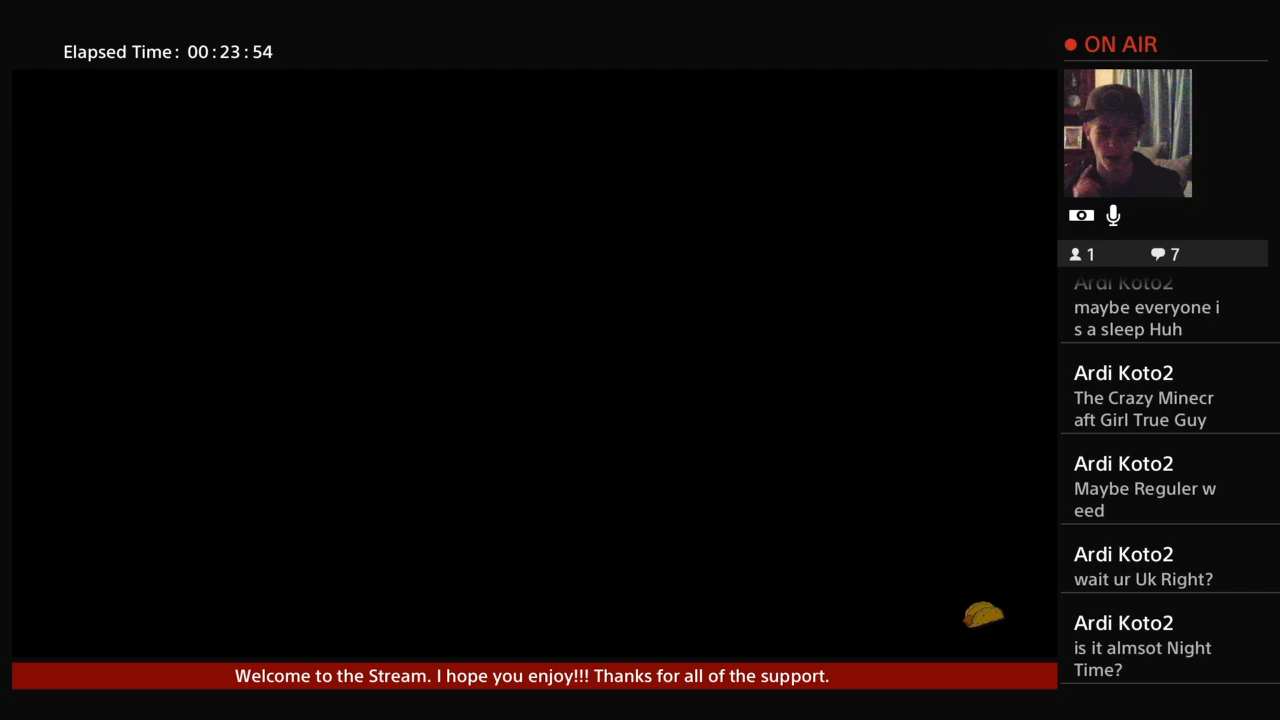 Elapsed Time: 00:23:54
ON AIR
1 7
Ardi Koto2
maybe everyone i
s a sleep Huh
Ardi Koto2
The Crazy Minecr
aft Girl True Guy
Ardi Koto2
Maybe Reguler w
eed
Ardi Koto2
wait ur Uk Right?
Ardi Koto2
is it almsot Night
Time?
Welcome to the Stream. I hope you enjoy!!! Thanks for all of the support.